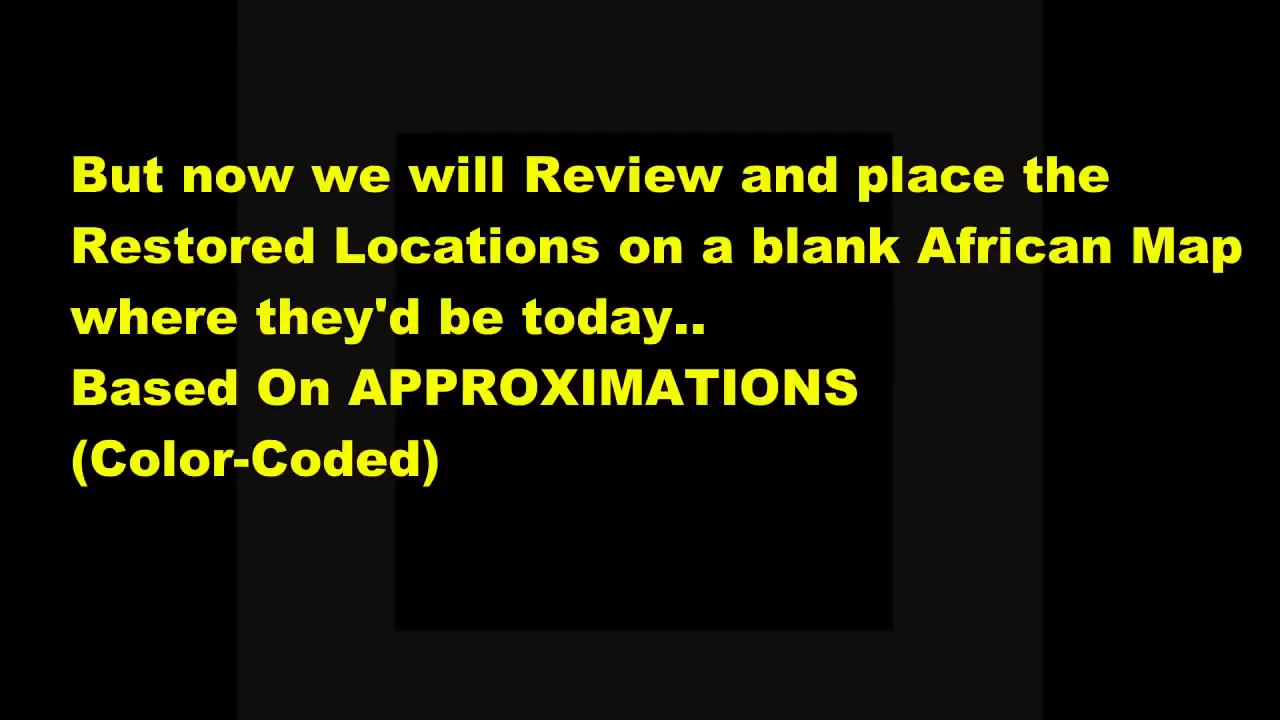 But now we will Review and place the
Restored Locations on a blank African Map
where they'd be today..
Based On APPROXIMATIONS
(Color-Coded)